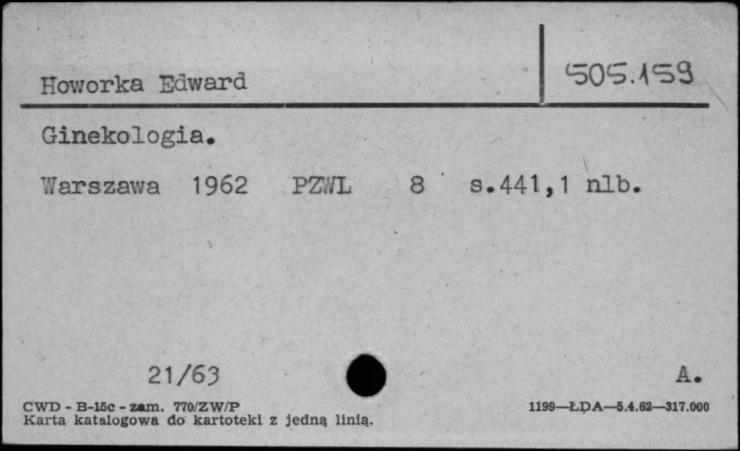 Howorka Edward
505.159
Ginekologia.
Warszawa 1962 PZWL 8 s.441,1 nlb.
21/63
A.
CWD - B-15c - zam. 770/ZW/P
1199—ŁDA—5.4.62—317.000
Karta katalogowa do kartoteki z jedną linią.